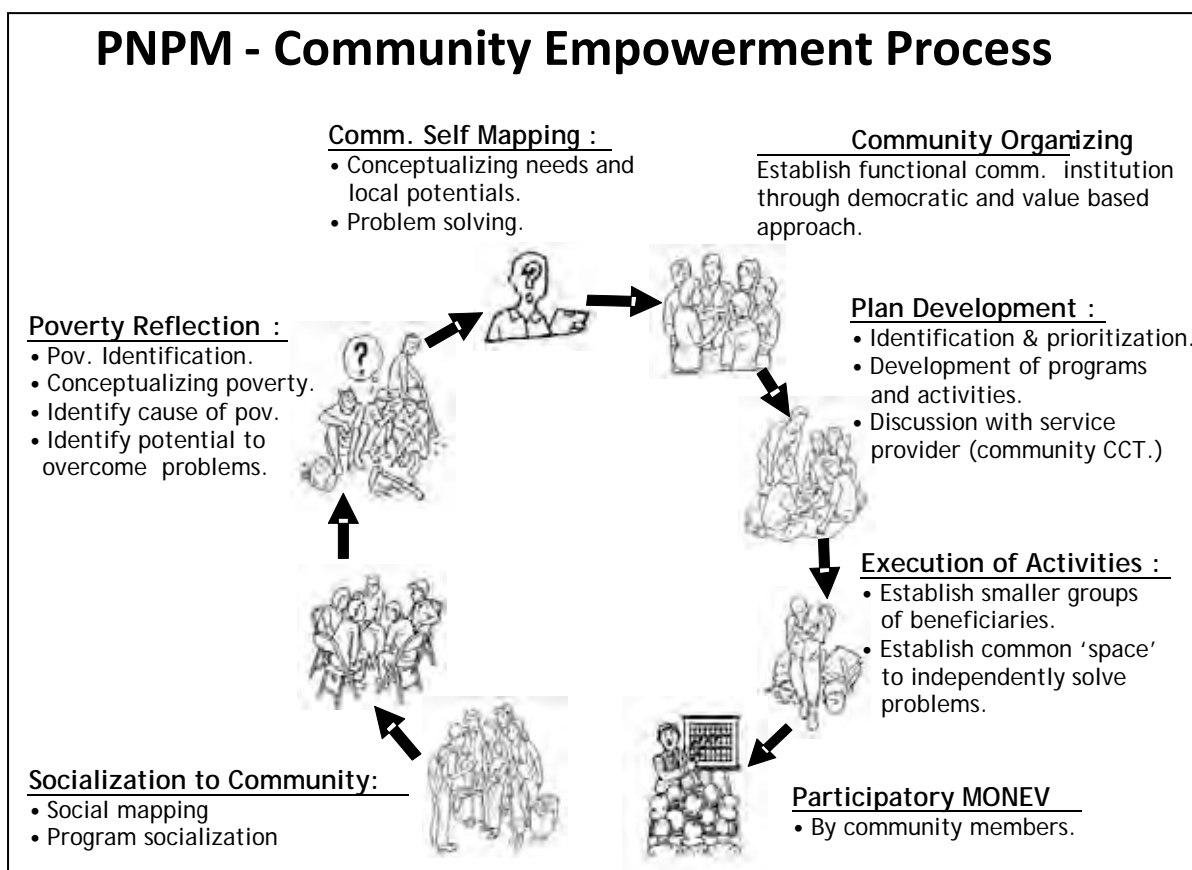 PNPM - Community Empowerment Process
Comm. Self Mapping :
• Conceptualizing needs and
local potentials.
• Problem solving.
Community Organizing
Establish functional comm. institution
through democratic and value based
approach.
Poverty Reflection :
• Pov. Identification.
• Conceptualizing poverty.
• Identify cause of pov.
• Identify potential to
overcome problems.
?
?
Plan Development :
• Identification & prioritization.
• Development of programs
and activities.
• Discussion with service
provider (community CCT.)
Execution of Activities :
• Establish smaller groups
of beneficiaries.
• Establish common ‘space’
to independently solve
problems.
Socialization to Community:
• Social mapping
• Program socialization
Participatory MONEV
• By community members.